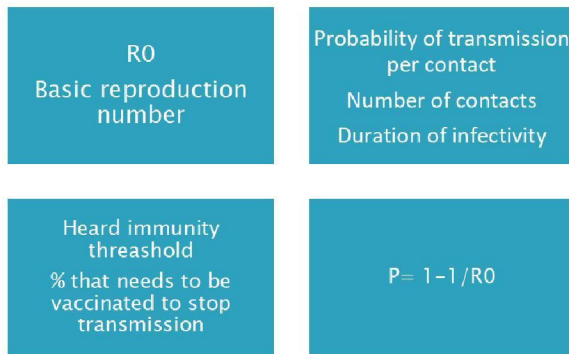 R0
Basic reproduction
number
Probability of transmission
per contact
Number of contacts
Duration of infectivity
Heard immunity
threashold
% that needs to be
vaccinated to stop
transmission
P= 1-1/R0